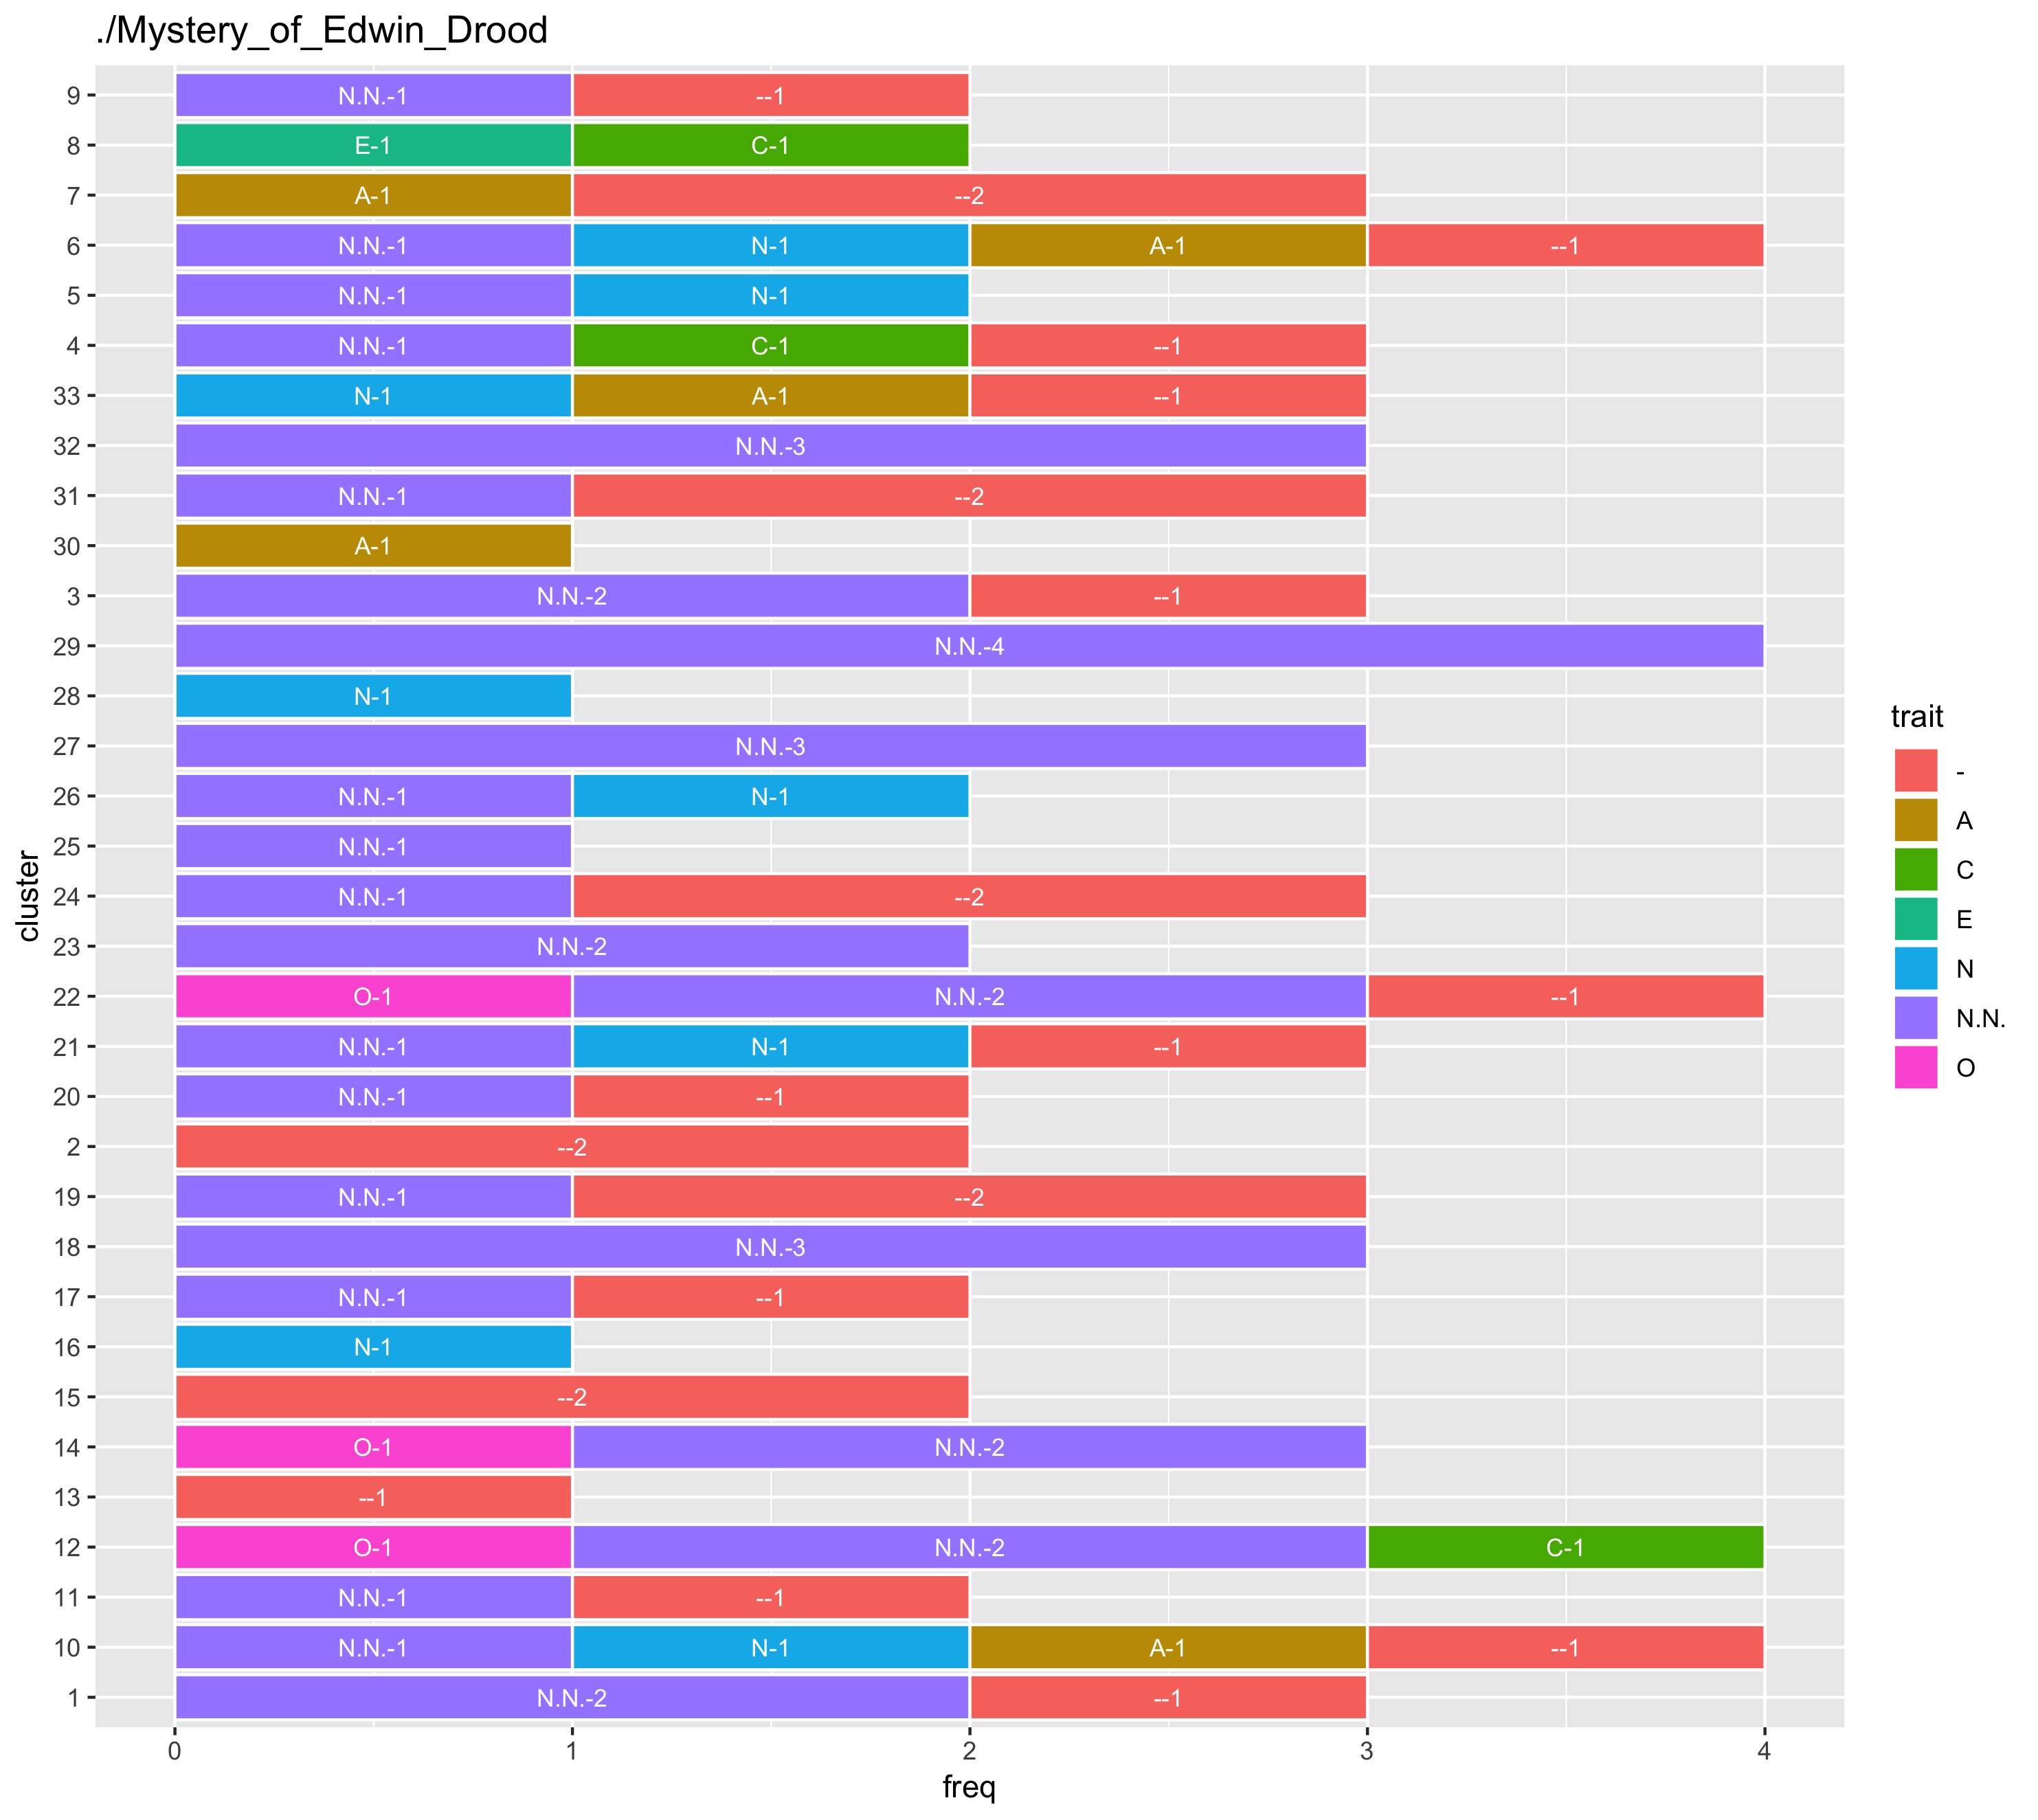 ./Mystery_of_Edwin_Drood
9 N.N.-1 --1
8 E-1 C-1
7 A-1 --2
6 N.N.-1 N-1 A-1 --1
5 N.N.-1 N-1
4 N.N.-1 C-1 --1
33 N-1 A-1 --1
32 N.N.-3
31 N.N.-1 --2
30 A-1
3 N.N.-2 --1
29 N.N.-4
28 N-1
27 N.N.-3
26 N.N.-1 N-1
25 N.N.-1
24 N.N.-1 --2
23 N.N.-2
22 O-1 N.N.-2 --1
21 N.N.-1 N-1 --1
20 N.N.-1 --1
2 --2
19 N.N.-1 --2
18 N.N.-3
17 N.N.-1 --1
16 N-1
15 --2
14 O-1 N.N.-2
13 --1
12 O-1 N.N.-2 C-1
11 N.N.-1 --1
10 N.N.-1 N-1 A-1 --1
1 N.N.-2 --1
0 1 2 3 4
freq
cluster
trait
-
A
C
E
N
N.N.
O